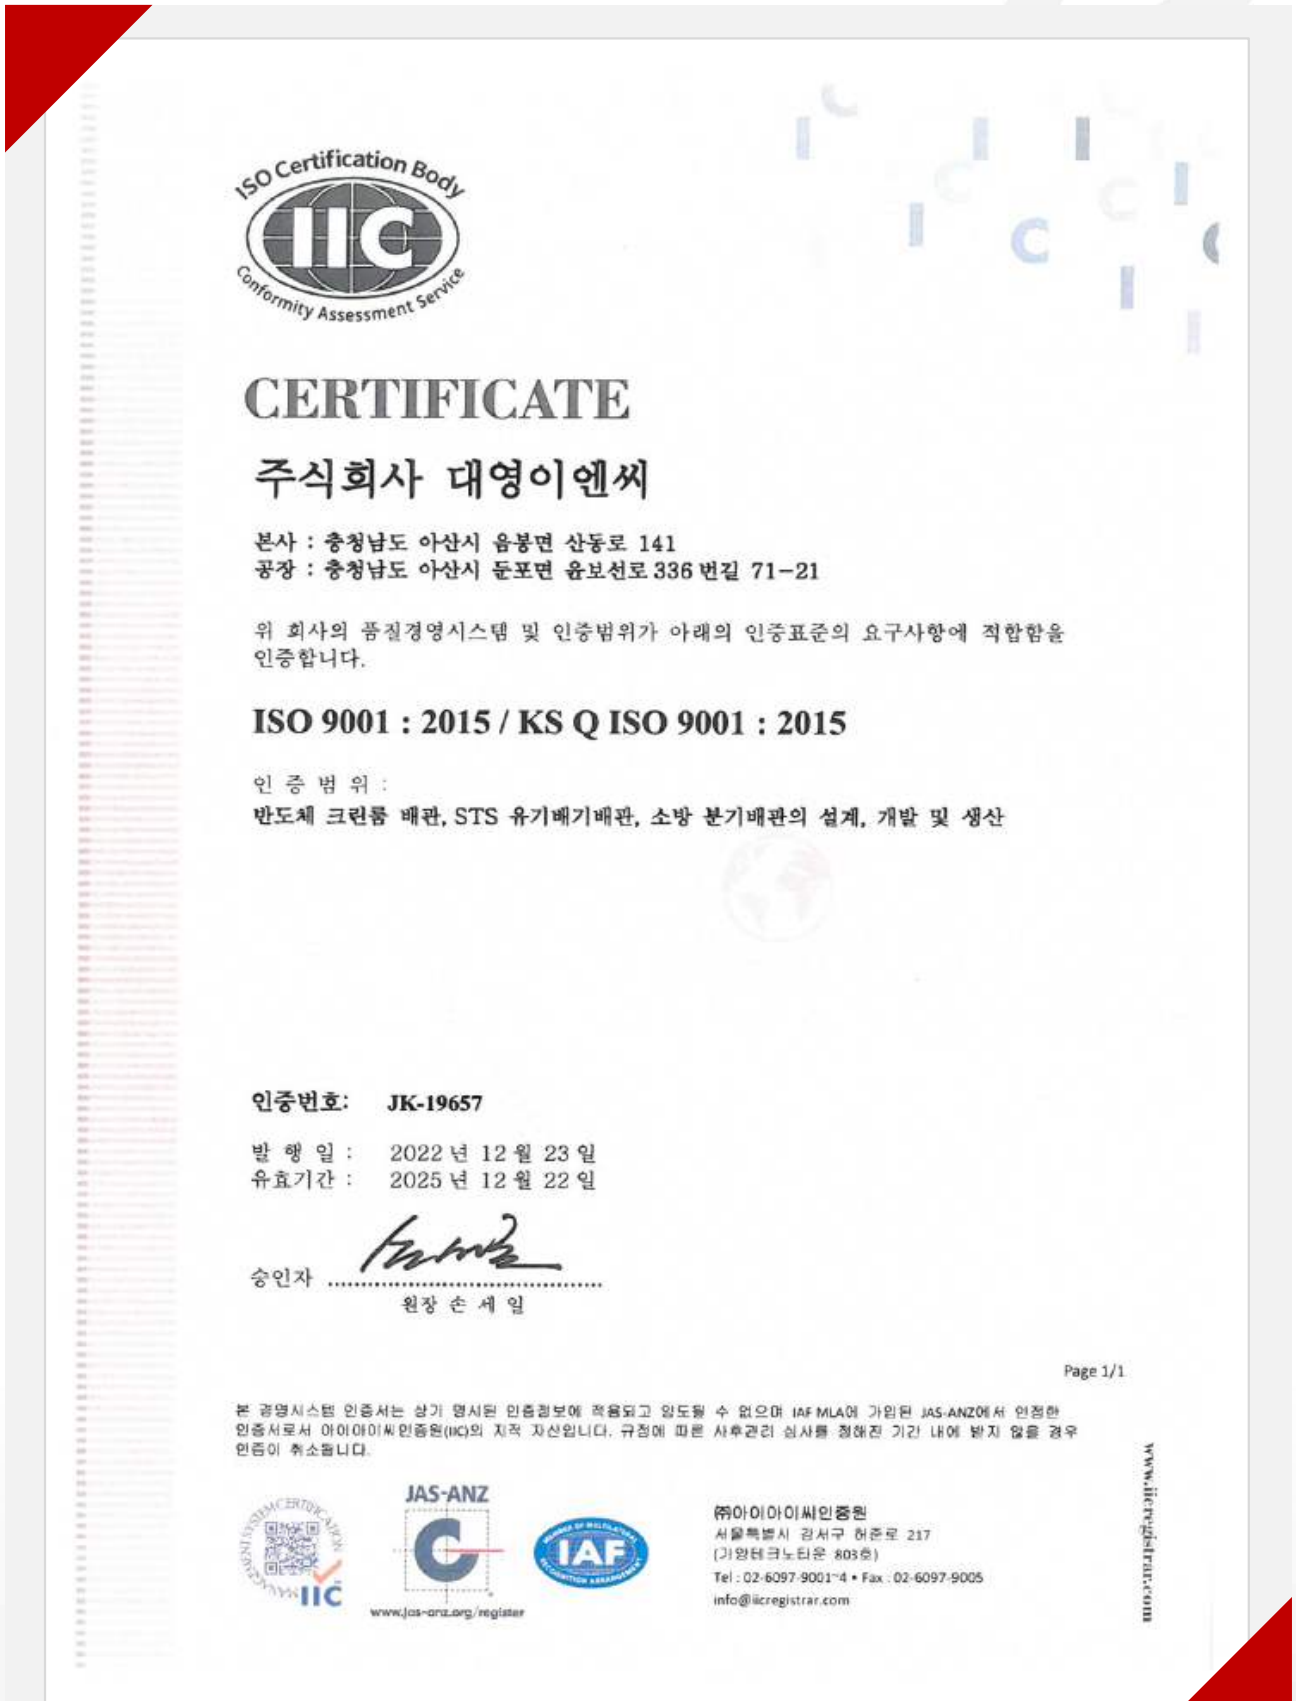 ISO Certification Body
IIC
Conformity Assessment Service
CERTIFICATE
주식회사 대영이엔씨
본사 : 충청남도 아산시 음봉면 산동로 141
공장 : 충청남도 아산시 둔포면 윤보선로 336 번길 71-21
위 회사의 품질경영시스템 및 인증범위가 아래의 인증표준의 요구사항에 적합함을
인증합니다.
ISO 9001 : 2015 / KS Q ISO 9001 : 2015
인 증 범 위 :
반도체 크린룸 배관, STS 유기배기배관, 소방 분기배관의 설계, 개발 및 생산
인증번호: JK-19657
발 행 일 : 2022 년 12 월 23 일
유효기간 : 2025 년 12 월 22 일
승인자
원장 손 세 일
Page 1/1
본 경영시스템 인증서는 상기 명시된 인증정보에 적용되고 양도될 수 없으며 IAF MLA에 가입된 JAS-ANZ에서 인정한
인증서로서 아이아이씨인증원(IIC)의 지적 자산입니다. 규정에 따른 사후관리 심사를 정해진 기간 내에 받지 않을 경우
인증이 취소됩니다.
MANAGEMENT SYSTEM CERTIFICATION
IIC
JAS-ANZ
www.jas-anz.org/register
MEMBER OF MULTILATERAL
IAF
RECOGNITION ARRANGEMENT
㈜아이아이씨인증원
서울특별시 강서구 허준로 217
(가양테크노타운 803호)
Tel : 02-6097-9001~4 • Fax : 02-6097-9005
info@iicregistrar.com
www.iicregistrar.com